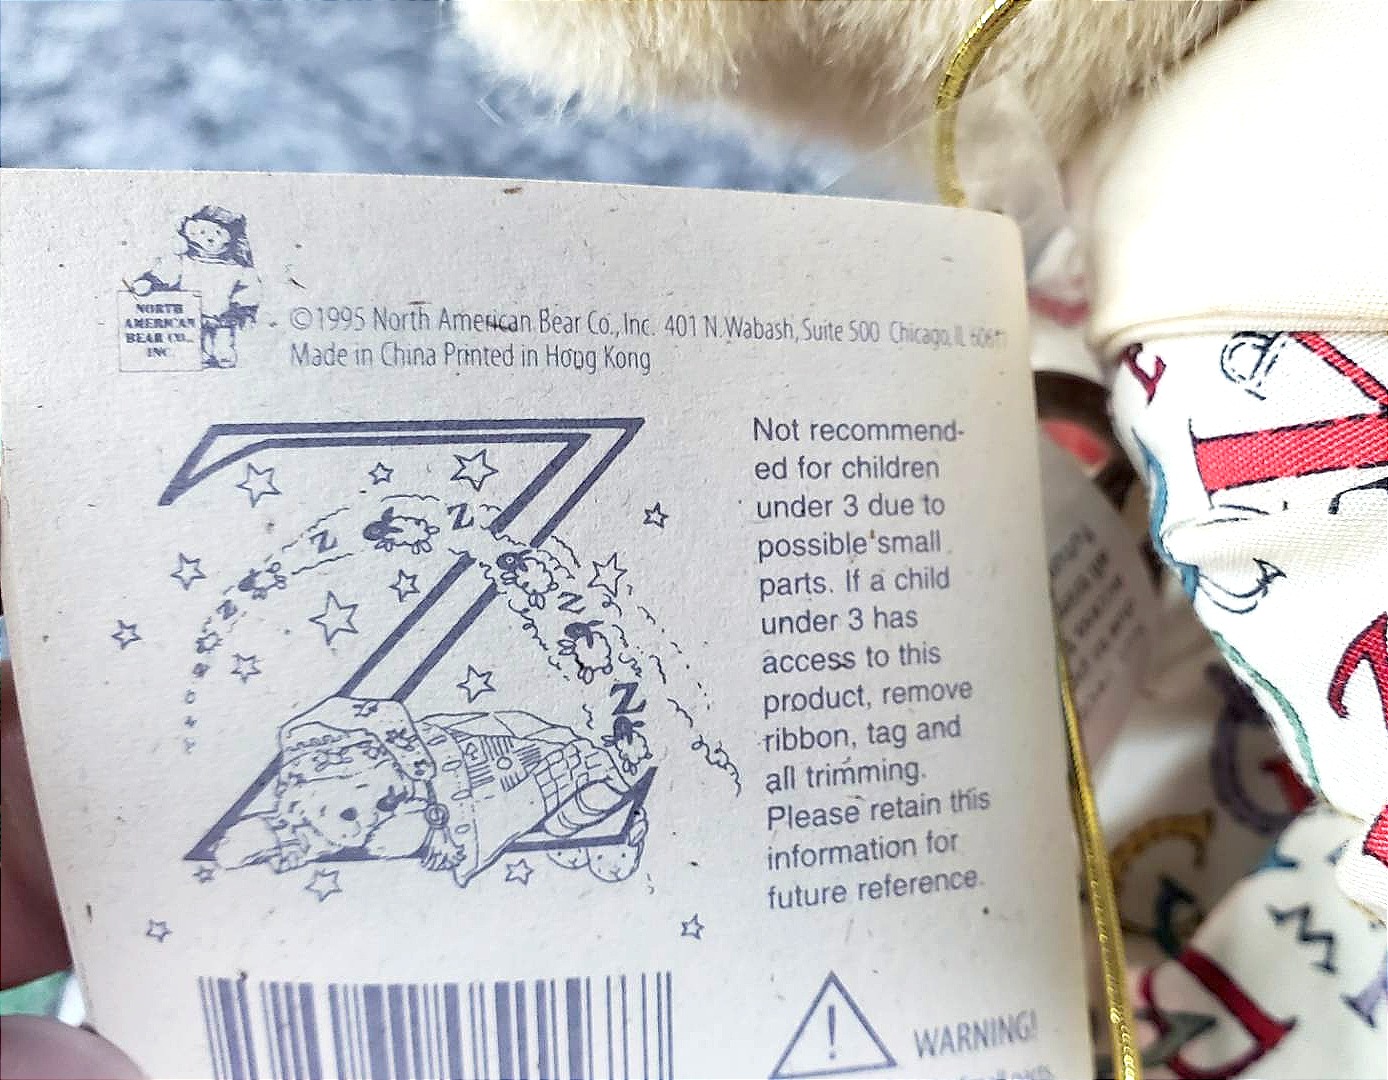 NORTH
AMERICAN
BEAR CO.,
INC.
©1995 North American Bear Co., Inc. 401 N. Wabash, Suite 500 Chicago, IL
Made in China Printed in Hong Kong
Z
Z
Z
Z
Z
Z
Not recommend-
ed for children
under 3 due to
possible small
parts. If a child
under 3 has
access to this
product, remove
ribbon, tag and
all trimming.
Please retain this
information for
future reference.
WARNING!